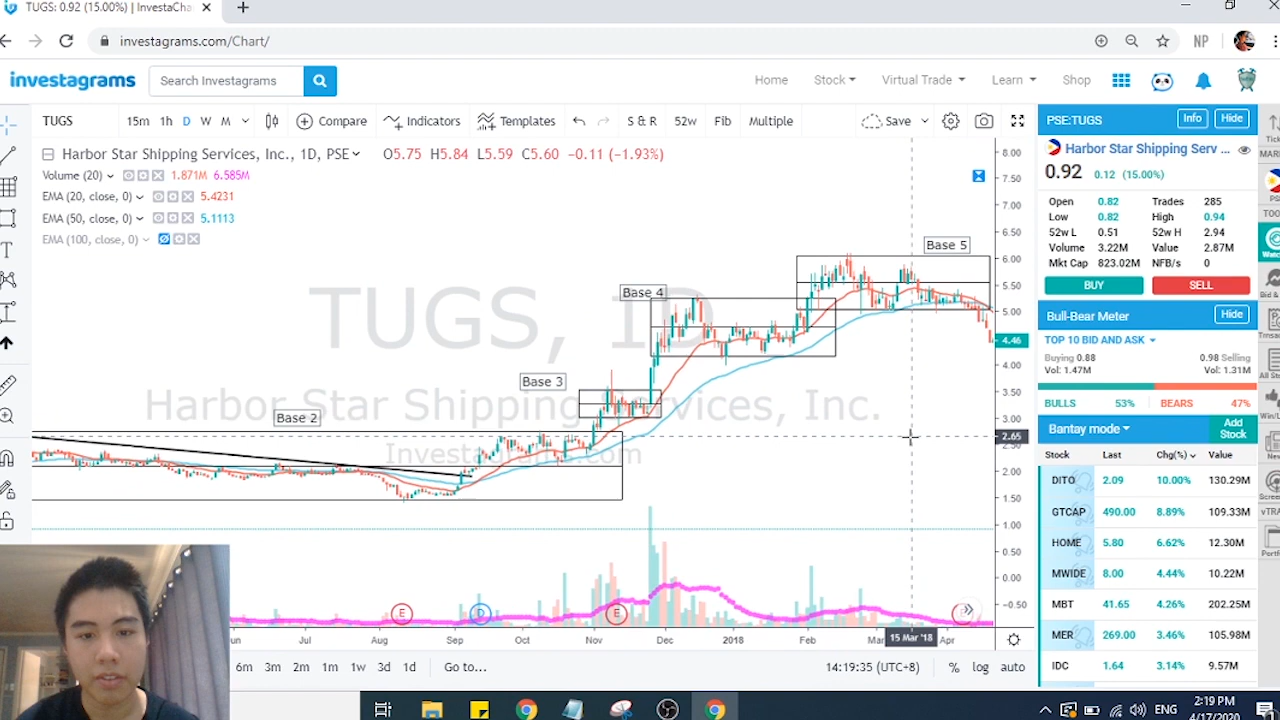 TUGS: 0.92 (15.00%) | InvestaCha
investagrams.com/Chart/
NP
investagrams
Search Investagrams
Home Stock Virtual Trade Learn Shop
TUGS 15m 1h D W M Compare Indicators Templates S & R 52w Fib Multiple Save
Harbor Star Shipping Services, Inc., 1D, PSE O5.75 H5.84 L5.59 C5.60 −0.11 (−1.93%)
Volume (20) 1.871M 6.585M
EMA (20, close, 0) 5.4231
EMA (50, close, 0) 5.1113
EMA (100, close, 0)
TUGS, 1D
Harbor Star Shipping Services, Inc.
Investagrams.com
Base 2
Base 3
Base 4
Base 5
8.00
7.50
7.00
6.50
6.00
5.50
5.00
4.46
4.00
3.50
3.00
2.65
2.00
1.50
1.00
0.50
0.00
−0.50
E D E
Jul Aug Sep Oct Nov Dec 2018 Feb 15 Mar '18 Apr
6m 3m 2m 1m 1w 3d 1d Go to... 14:19:35 (UTC+8) % log auto
PSE:TUGS Info Hide
Harbor Star Shipping Serv ...
0.92 0.12 (15.00%)
Open 0.82 Trades 285
Low 0.82 High 0.94
52w L 0.51 52w H 2.94
Volume 3.22M Value 2.87M
Mkt Cap 823.02M NFB/s 0
BUY SELL
Bull-Bear Meter Hide
TOP 10 BID AND ASK
Buying 0.88 0.98 Selling
Vol: 1.47M Vol: 1.31M
BULLS 53% BEARS 47%
Bantay mode Add Stock
Stock Last Chg(%) Value
DITO 2.09 10.00% 130.29M
GTCAP 490.00 8.89% 109.33M
HOME 5.80 6.62% 12.30M
MWIDE 8.00 4.44% 10.22M
MBT 41.65 4.26% 202.25M
MER 269.00 3.46% 105.98M
IDC 1.64 3.14% 9.57M
ENG
2:19 PM